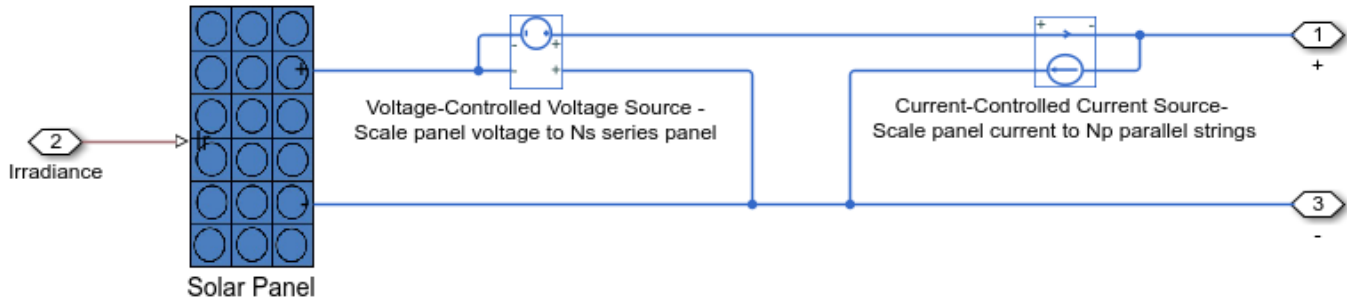 1
+
Voltage-Controlled Voltage Source -
Scale panel voltage to Ns series panel
Current-Controlled Current Source-
Scale panel current to Np parallel strings
2
Irradiance
Ir
+
-
3
-
Solar Panel
-
+
-
+
+
-